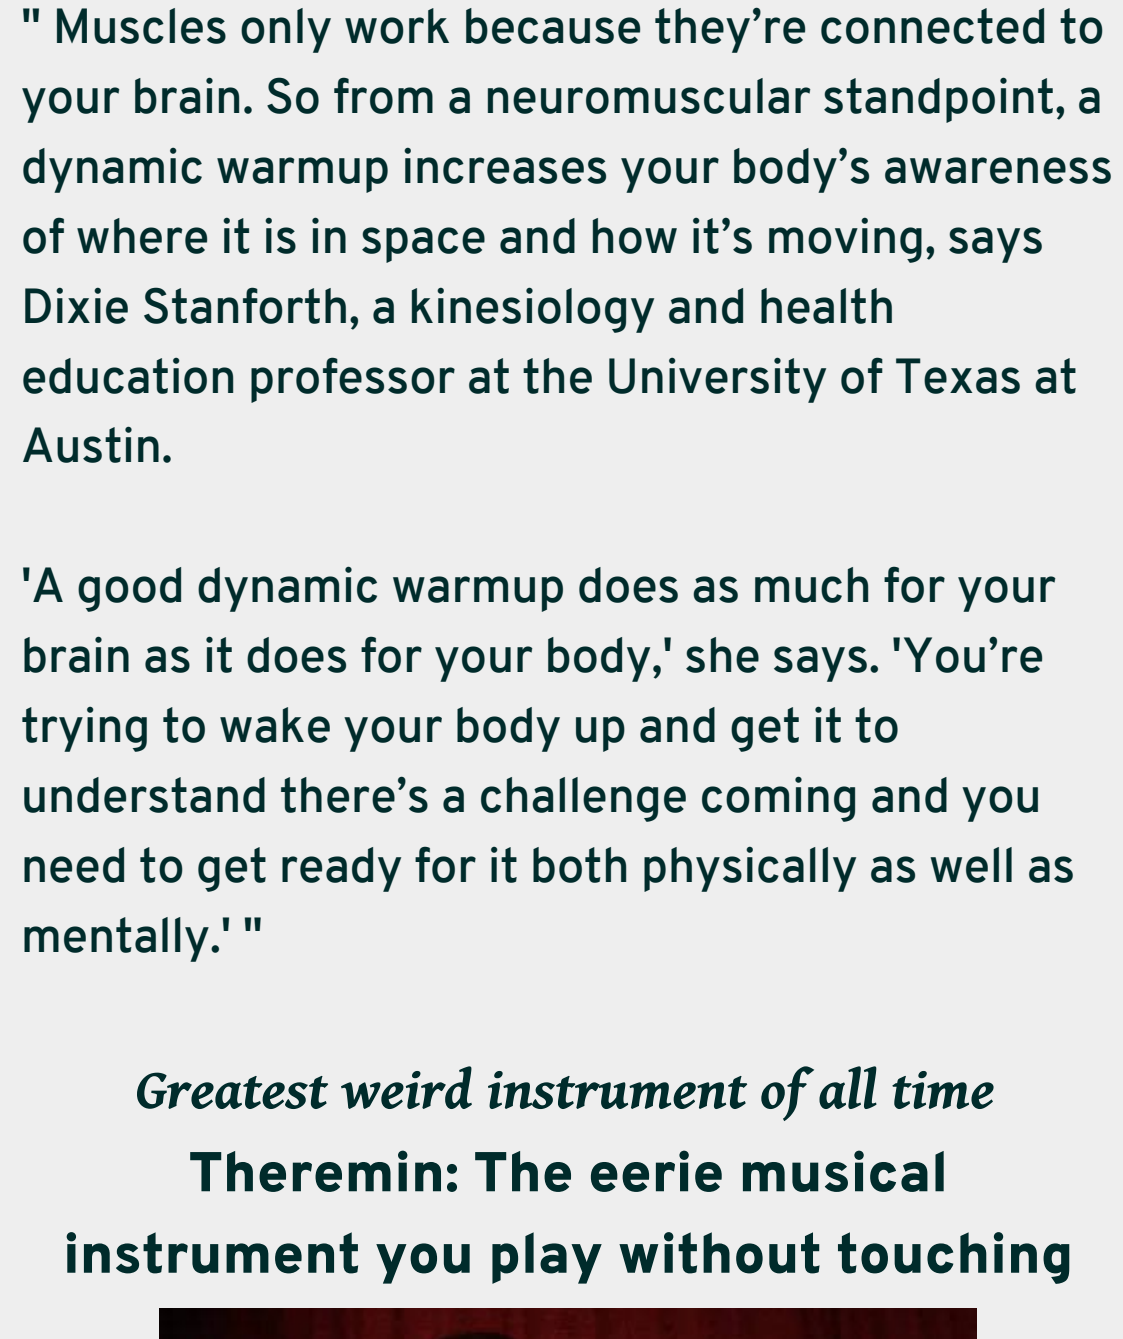 " Muscles only work because they’re connected to
your brain. So from a neuromuscular standpoint, a
dynamic warmup increases your body’s awareness
of where it is in space and how it’s moving, says
Dixie Stanforth, a kinesiology and health
education professor at the University of Texas at
Austin.
'A good dynamic warmup does as much for your
brain as it does for your body,' she says. 'You’re
trying to wake your body up and get it to
understand there’s a challenge coming and you
need to get ready for it both physically as well as
mentally.' "
Greatest weird instrument of all time
Theremin: The eerie musical
instrument you play without touching